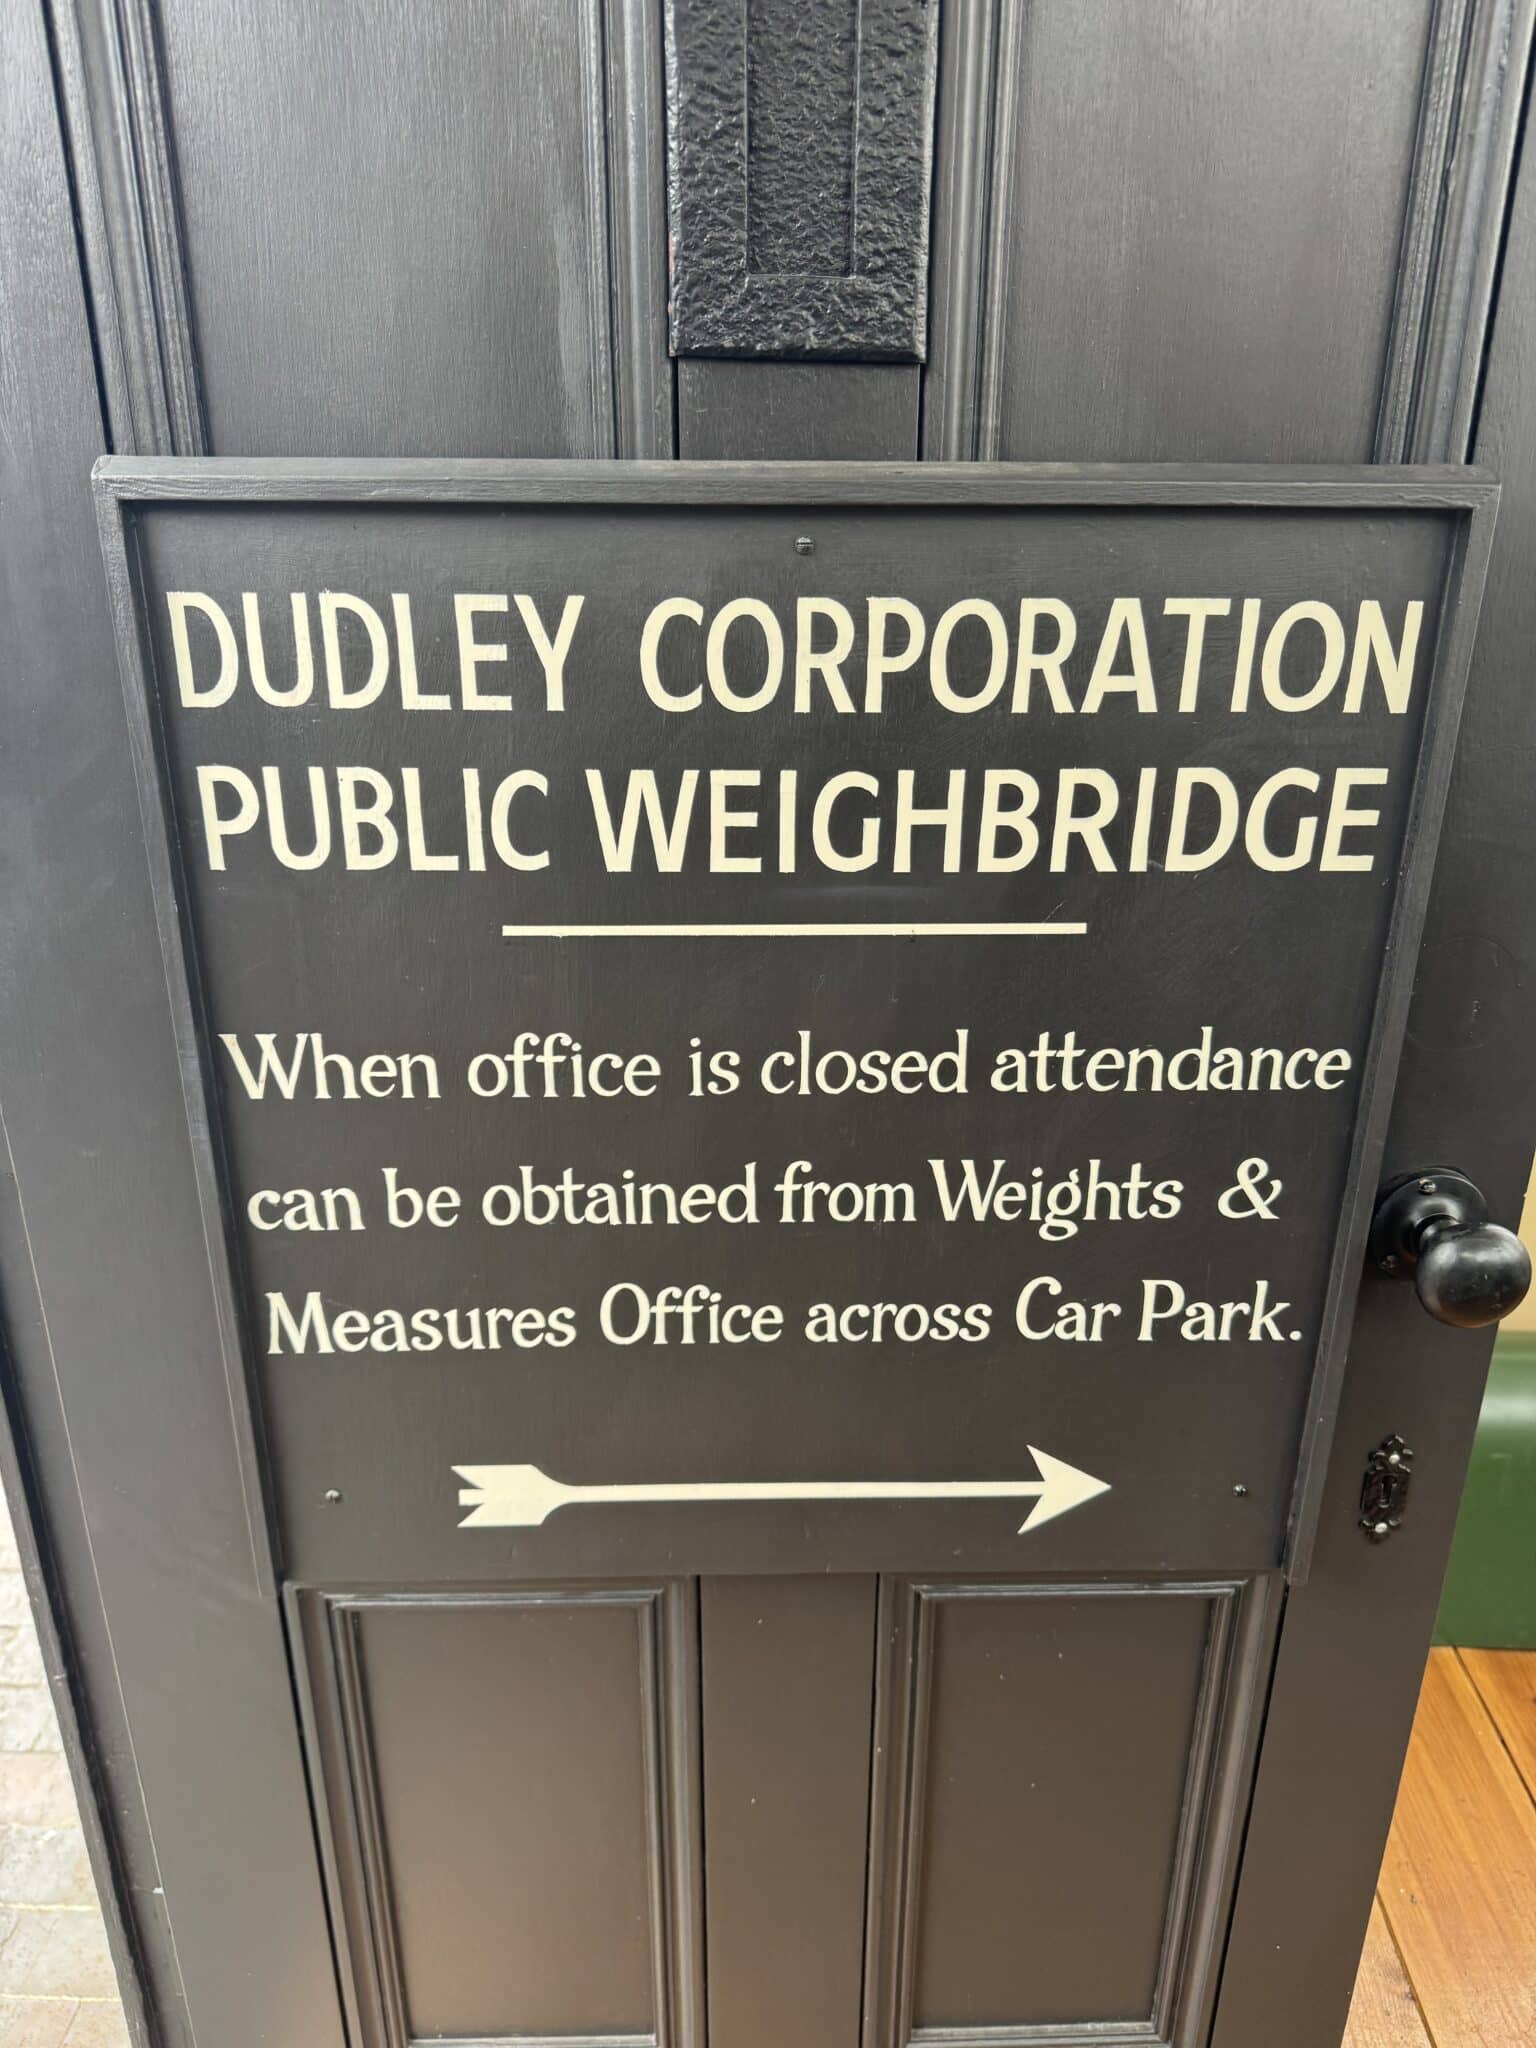 DUDLEY CORPORATION
PUBLIC WEIGHBRIDGE
When office is closed attendance
can be obtained from Weights &
Measures Office across Car Park.